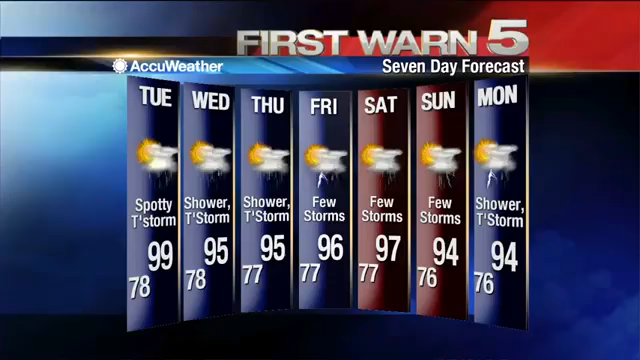 FIRST WARN 5
AccuWeather
Seven Day Forecast
TUE WED THU FRI SAT SUN MON
Spotty T'storm
Shower, T'Storm
Shower, T'Storm
Few Storms
Few Storms
Few Storms
Shower, T'Storm
99 95 95 96 97 94 94
78 78 77 77 77 76 76